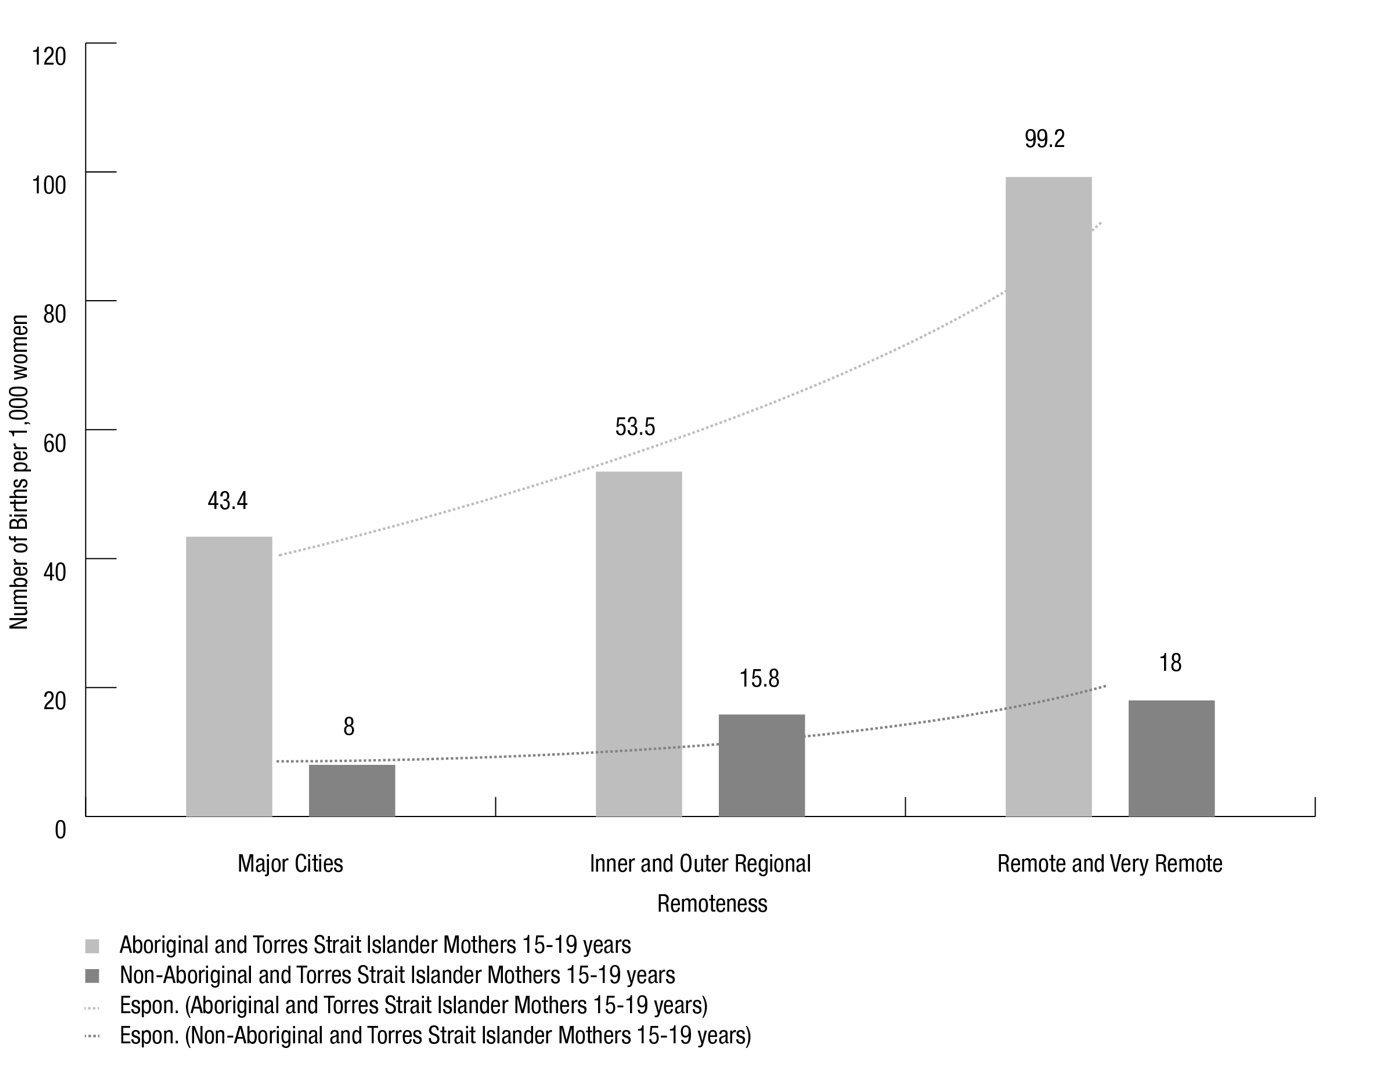 120
100
80
60
40
20
0
Number of Births per 1,000 women
43.4
8
53.5
15.8
99.2
18
Major Cities
Inner and Outer Regional
Remote and Very Remote
Remoteness
Aboriginal and Torres Strait Islander Mothers 15-19 years
Non-Aboriginal and Torres Strait Islander Mothers 15-19 years
Espon. (Aboriginal and Torres Strait Islander Mothers 15-19 years)
Espon. (Non-Aboriginal and Torres Strait Islander Mothers 15-19 years)